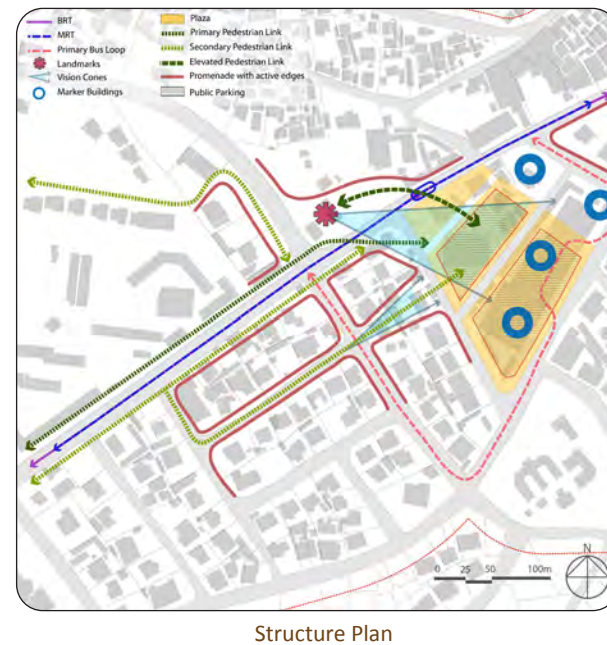 BRT
MRT
Primary Bus Loop
Landmarks
Vision Cones
Marker Buildings
Plaza
Primary Pedestrian Link
Secondary Pedestrian Link
Elevated Pedestrian Link
Promenade with active edges
Public Parking
N
0 25 50 100m
Structure Plan